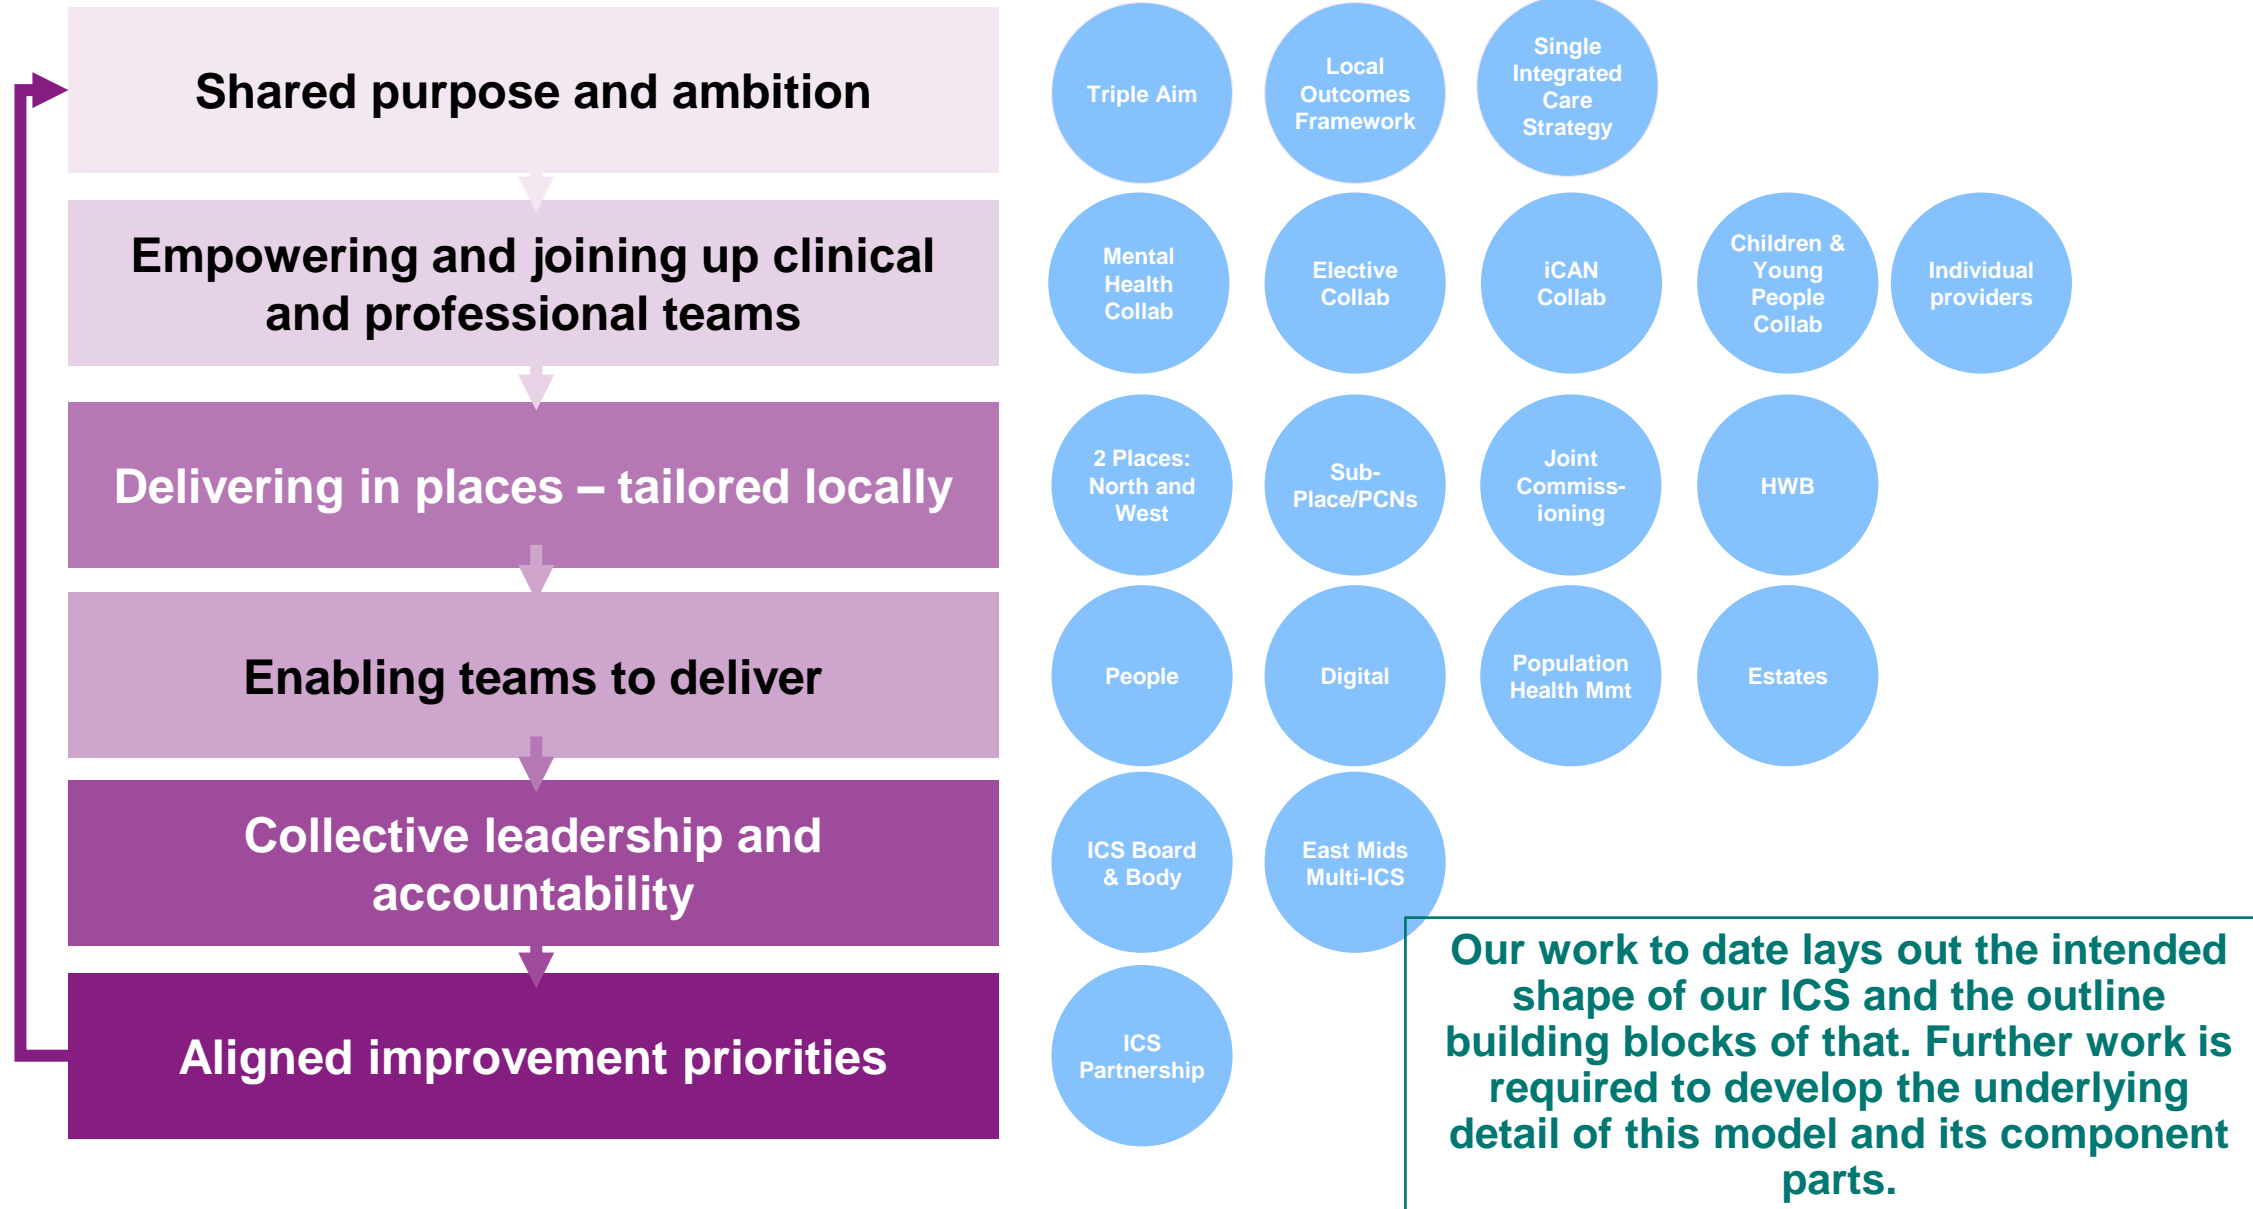 Shared purpose and ambition
Triple Aim
Local
Outcomes
Framework
Single
Integrated
Care
Strategy
Empowering and joining up clinical
and professional teams
Mental
Health
Collab
Elective
Collab
iCAN
Collab
Children &
Young
People
Collab
Individual
providers
Delivering in places – tailored locally
2 Places:
North and
West
Sub-
Place/PCNs
Joint
Commiss-
ioning
HWB
Enabling teams to deliver
People
Digital
Population
Health Mmt
Estates
Collective leadership and
accountability
ICS Board
& Body
East Mids
Multi-ICS
Aligned improvement priorities
ICS
Partnership
Our work to date lays out the intended
shape of our ICS and the outline
building blocks of that. Further work is
required to develop the underlying
detail of this model and its component
parts.